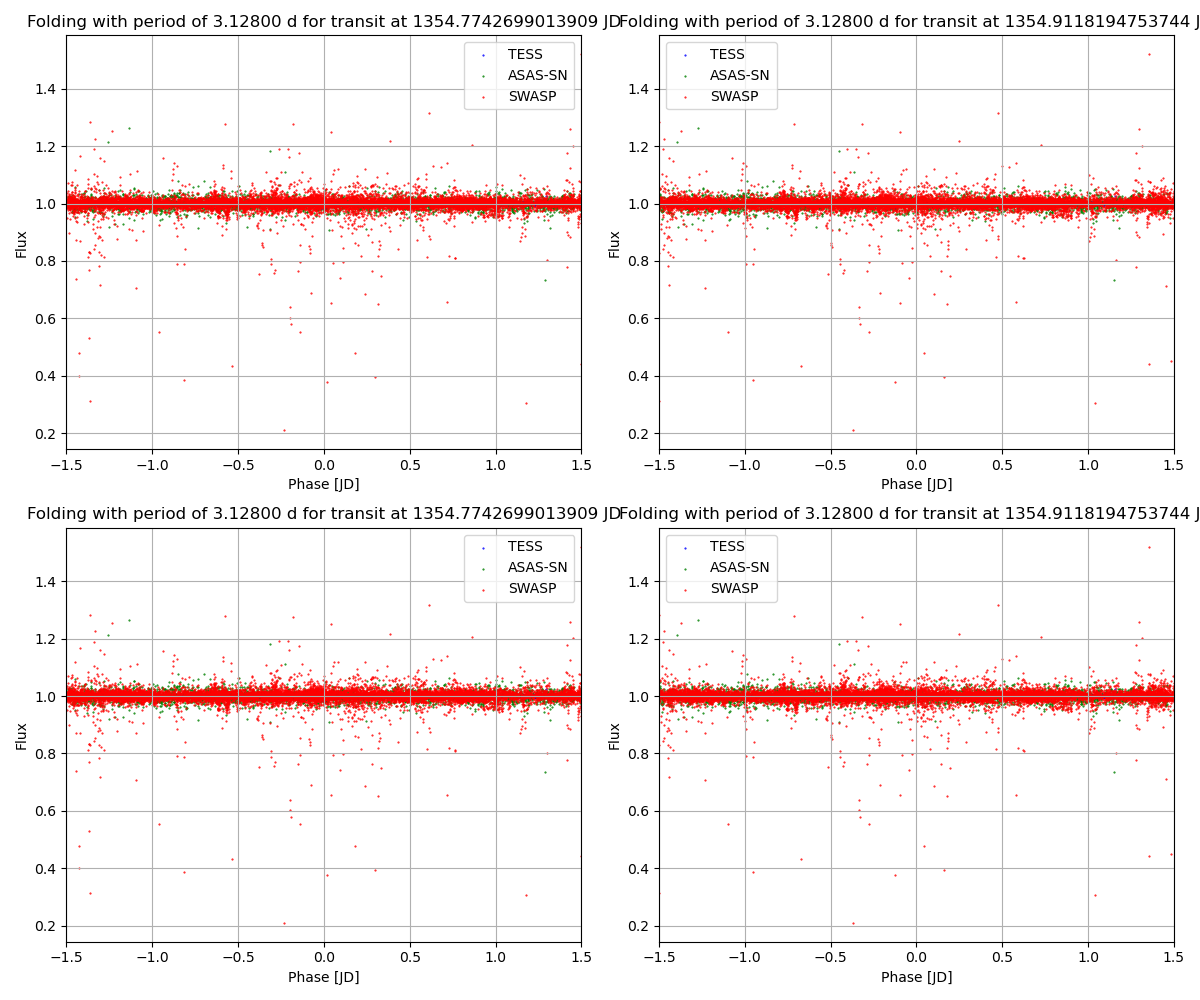 Folding with period of 3.12800 d for transit at 1354.7742699013909 JD
Folding with period of 3.12800 d for transit at 1354.9118194753744 J
TESS
ASAS-SN
SWASP
TESS
ASAS-SN
SWASP
Flux
1.4
1.2
1.0
0.8
0.6
0.4
0.2
−1.5 −1.0 −0.5 0.0 0.5 1.0 1.5
Phase [JD]
Flux
1.4
1.2
1.0
0.8
0.6
0.4
0.2
−1.5 −1.0 −0.5 0.0 0.5 1.0 1.5
Phase [JD]
Folding with period of 3.12800 d for transit at 1354.7742699013909 JD
Folding with period of 3.12800 d for transit at 1354.9118194753744 J
TESS
ASAS-SN
SWASP
TESS
ASAS-SN
SWASP
Flux
1.4
1.2
1.0
0.8
0.6
0.4
0.2
−1.5 −1.0 −0.5 0.0 0.5 1.0 1.5
Phase [JD]
Flux
1.4
1.2
1.0
0.8
0.6
0.4
0.2
−1.5 −1.0 −0.5 0.0 0.5 1.0 1.5
Phase [JD]